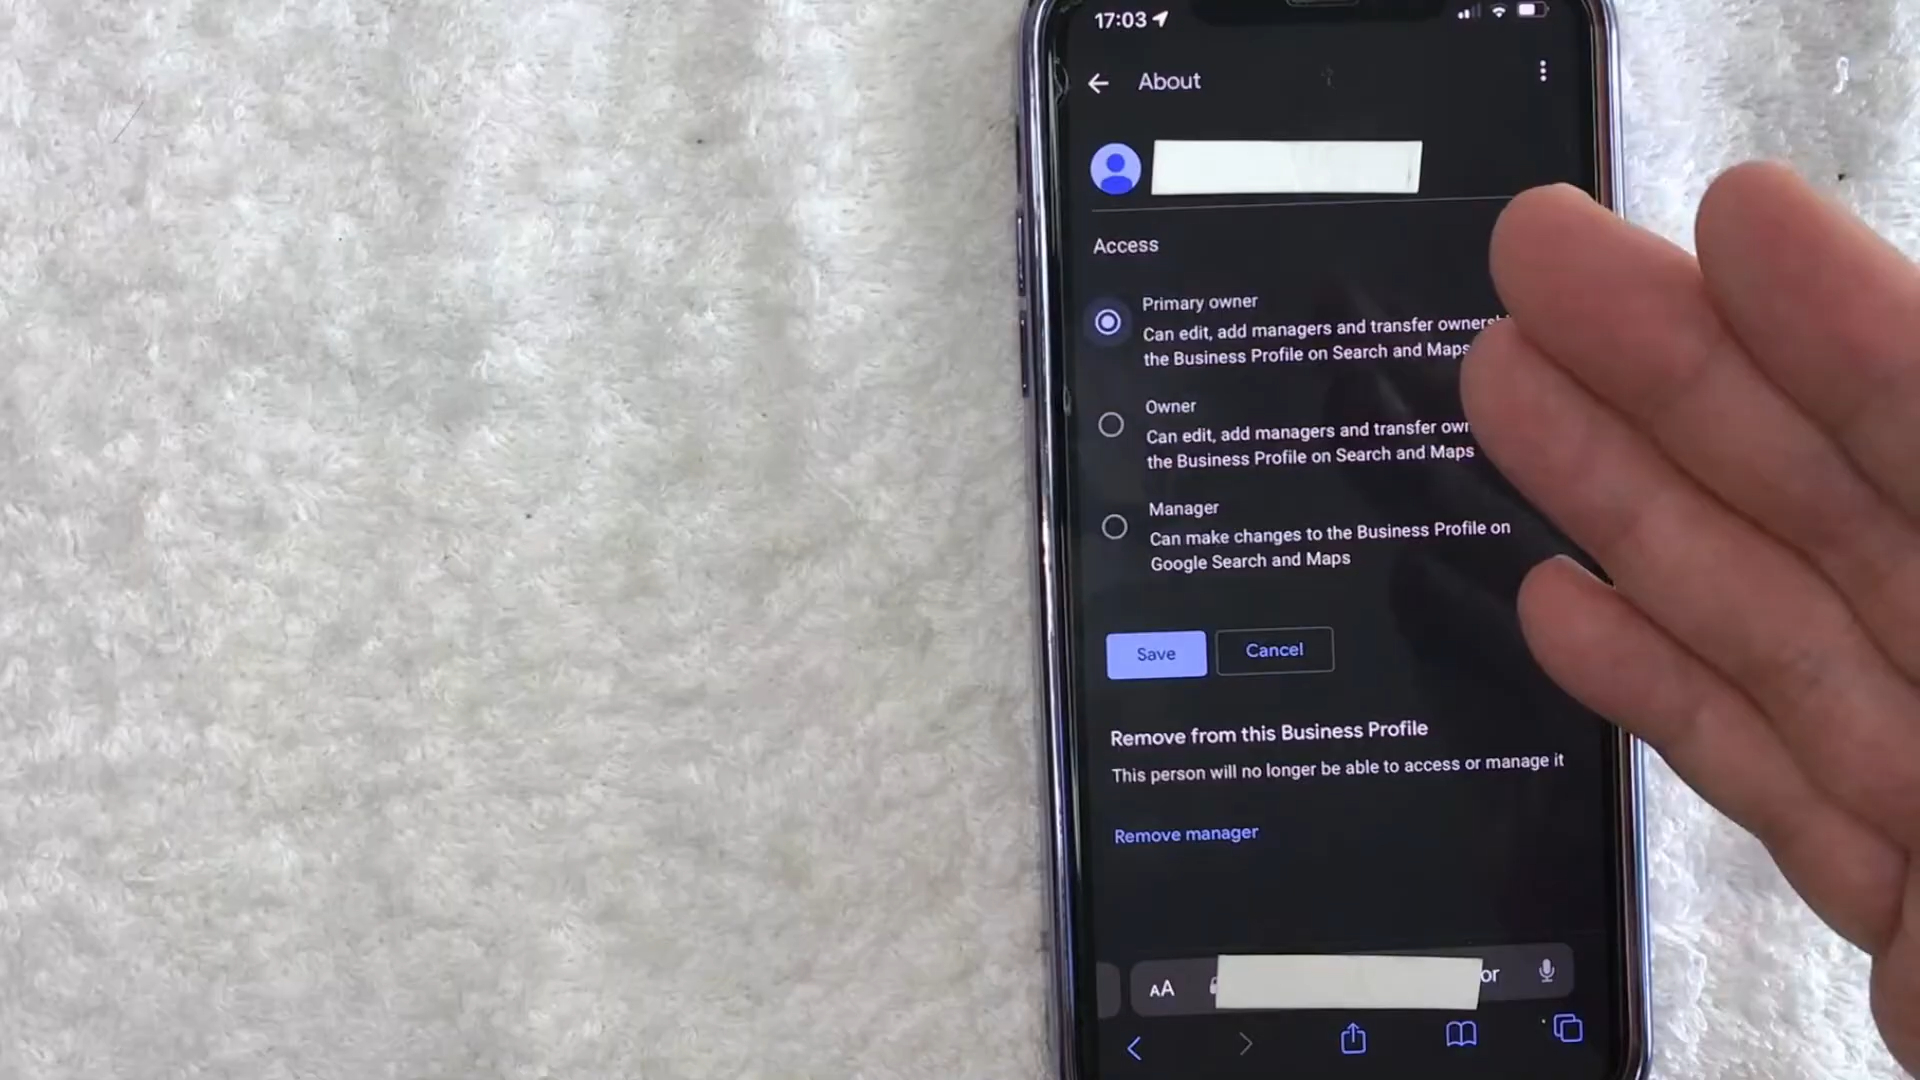 17:03
About
Access
Primary owner
Can edit, add managers and transfer
the Business Profile on Search and Maps
Owner
Can edit, add managers and transfer
the Business Profile on Search and Maps
Manager
Can make changes to the Business Profile on
Google Search and Maps
Save Cancel
Remove from this Business Profile
This person will no longer be able to access or manage it
Remove manager
AA or